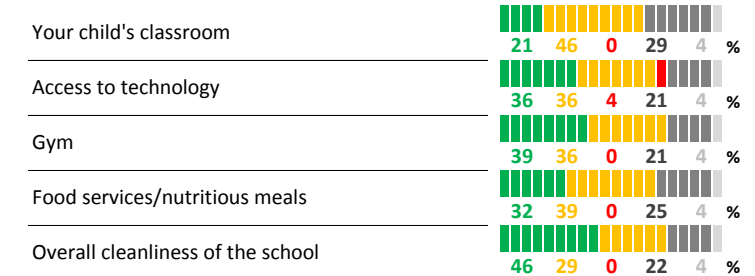 Your child's classroom
21 46 0 29 4 %
Access to technology
36 36 4 21 4 %
Gym
39 36 0 21 4 %
Food services/nutritious meals
32 39 0 25 4 %
Overall cleanliness of the school
46 29 0 22 4 %